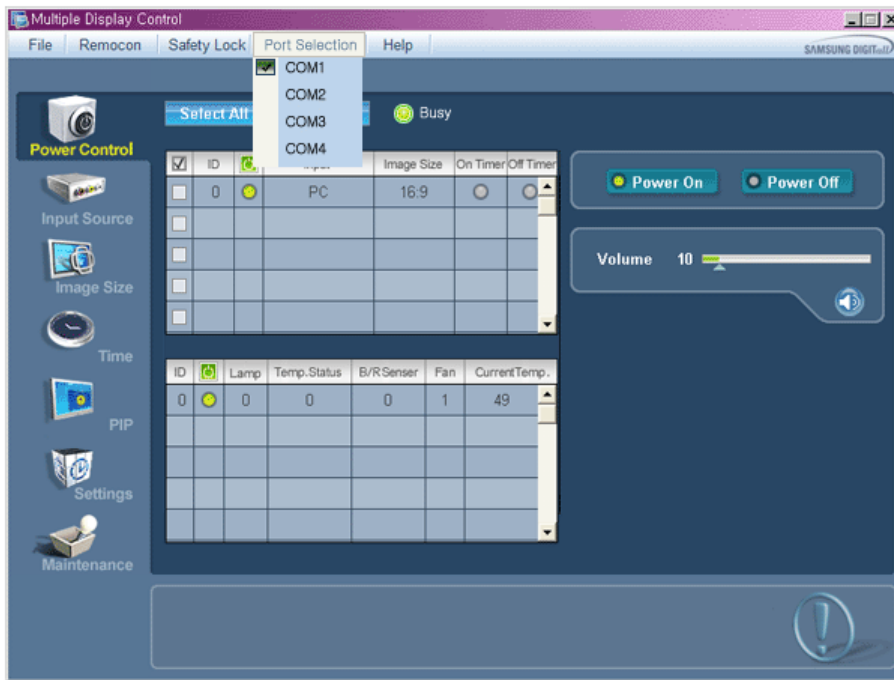 Multiple Display Control
File Remocon Safety Lock Port Selection Help
SAMSUNG DIGITall
COM1
COM2
COM3
COM4
Select All
Busy
Power Control
Input Source
Image Size
Time
PIP
Settings
Maintenance
ID Image Size On Timer Off Timer
0 PC 16:9
Power On Power Off
Volume 10
ID Lamp Temp.Status B/RSenser Fan CurrentTemp.
0 0 0 0 1 49